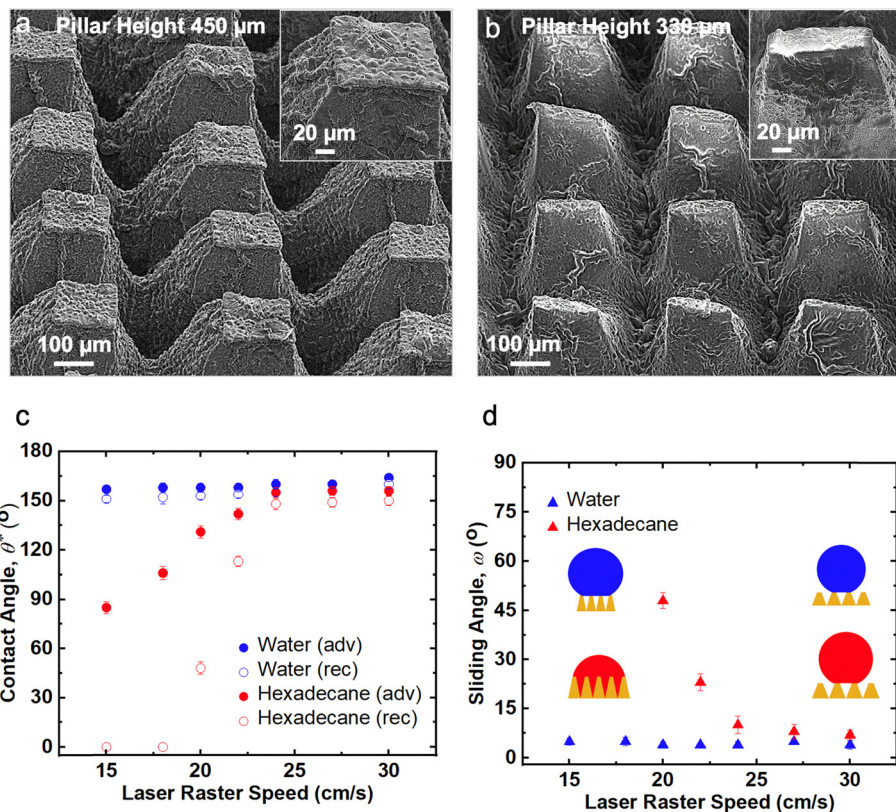 a Pillar Height 450 µm
20 µm
100 µm
b Pillar Height 330 µm
20 µm
100 µm
c
180
150
120
90
60
30
0
Contact Angle, θ* (º)
Water (adv)
Water (rec)
Hexadecane (adv)
Hexadecane (rec)
15 20 25 30
Laser Raster Speed (cm/s)
d
90
75
60
45
30
15
0
Sliding Angle, ω (º)
Water
Hexadecane
15 20 25 30
Laser Raster Speed (cm/s)